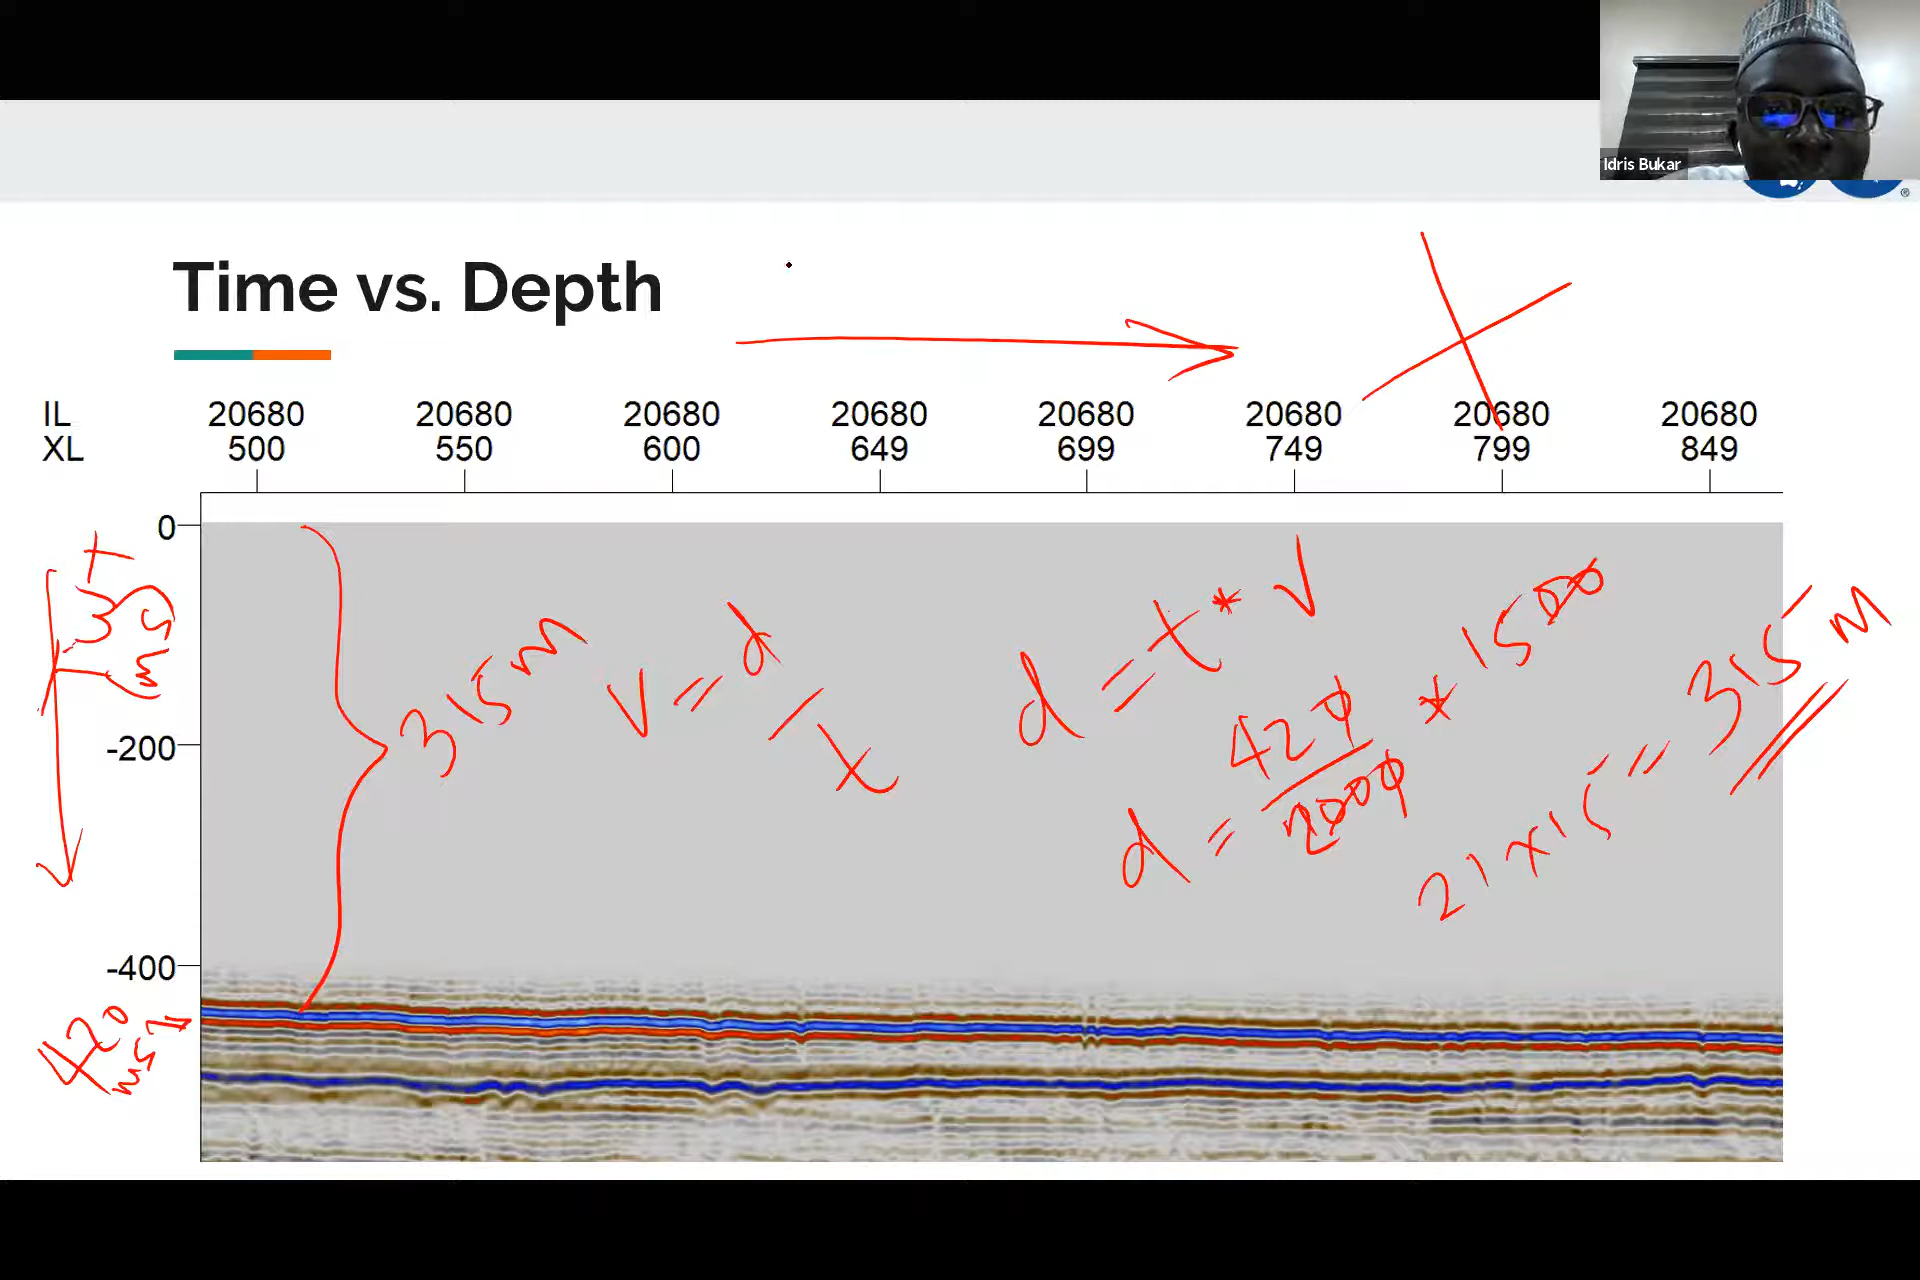 Idris Bukar
®
Time vs. Depth
IL 20680 20680 20680 20680 20680 20680 20680 20680
XL 500 550 600 649 699 749 799 849
0
-200
-400
TWT
(ms)
420
ms
315m
V = d / t
d = t * V
d = 420 / 2000 * 1500
21 x 15 = 315 m